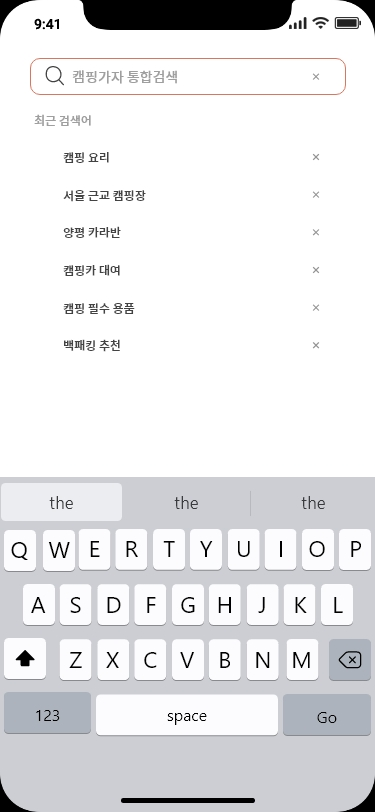 9:41
캠핑가자 통합검색 ×
최근 검색어
캠핑 요리 ×
서울 근교 캠핑장 ×
양평 카라반 ×
캠핑카 대여 ×
캠핑 필수 용품 ×
백패킹 추천 ×
the the the
Q W E R T Y U I O P
A S D F G H J K L
Z X C V B N M
123 space Go